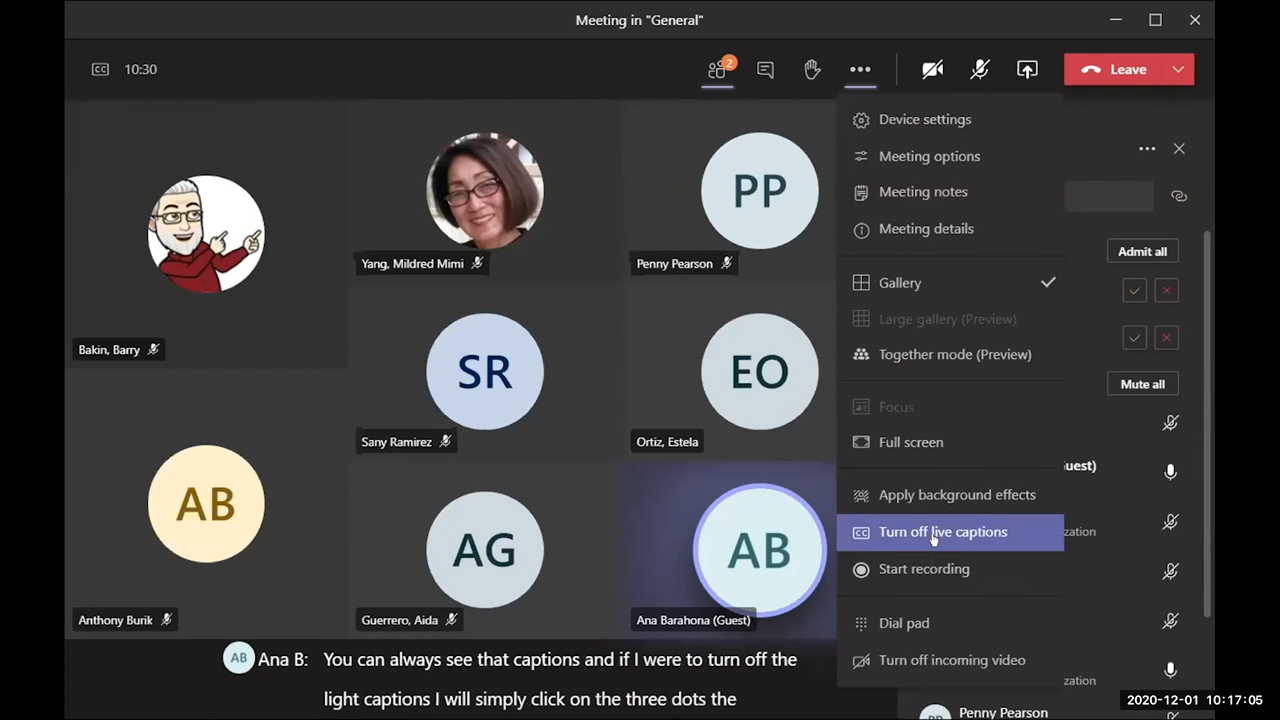 Meeting in "General"
10:30
2
Leave
Device settings
Meeting options
Meeting notes
Meeting details
Gallery
Large gallery (Preview)
Together mode (Preview)
Focus
Full screen
Apply background effects
Turn off live captions
Start recording
Dial pad
Turn off incoming video
Admit all
Mute all
uest)
zation
zation
Penny Pearson
Bakin, Barry
Yang, Mildred Mimi
PP
Penny Pearson
SR
Sany Ramirez
EO
Ortiz, Estela
AB
Anthony Burik
AG
Guerrero, Aida
AB
Ana Barahona (Guest)
AB
Ana B: You can always see that captions and if I were to turn off the
light captions I will simply click on the three dots the
PP
2020-12-01 10:17:05